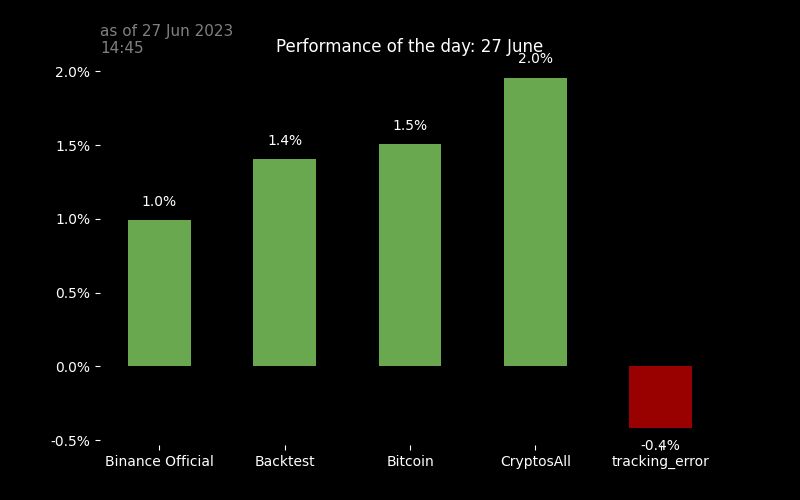 as of 27 Jun 2023
14:45
Performance of the day: 27 June
2.0%
1.5%
1.0%
0.5%
0.0%
-0.5%
1.0%
1.4%
1.5%
2.0%
-0.4%
Binance Official
Backtest
Bitcoin
CryptosAll
tracking_error